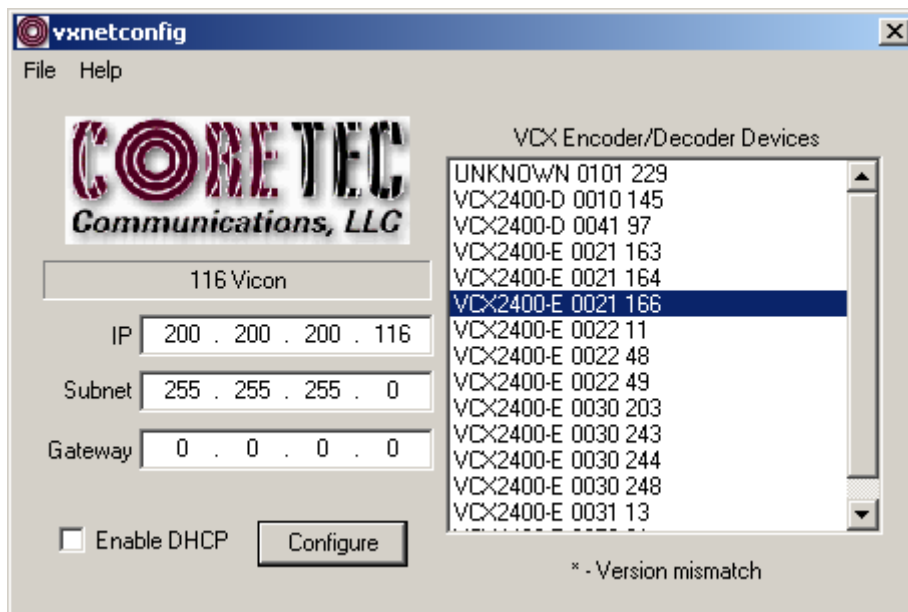 vxnetconfig
File Help
CORETEC
Communications, LLC
116 Vicon
IP 200 . 200 . 200 . 116
Subnet 255 . 255 . 255 . 0
Gateway 0 . 0 . 0 . 0
Enable DHCP Configure
VCX Encoder/Decoder Devices
UNKNOWN 0101 229
VCX2400-D 0010 145
VCX2400-D 0041 97
VCX2400-E 0021 163
VCX2400-E 0021 164
VCX2400-E 0021 166
VCX2400-E 0022 11
VCX2400-E 0022 48
VCX2400-E 0022 49
VCX2400-E 0030 203
VCX2400-E 0030 243
VCX2400-E 0030 244
VCX2400-E 0030 248
VCX2400-E 0031 13
* - Version mismatch